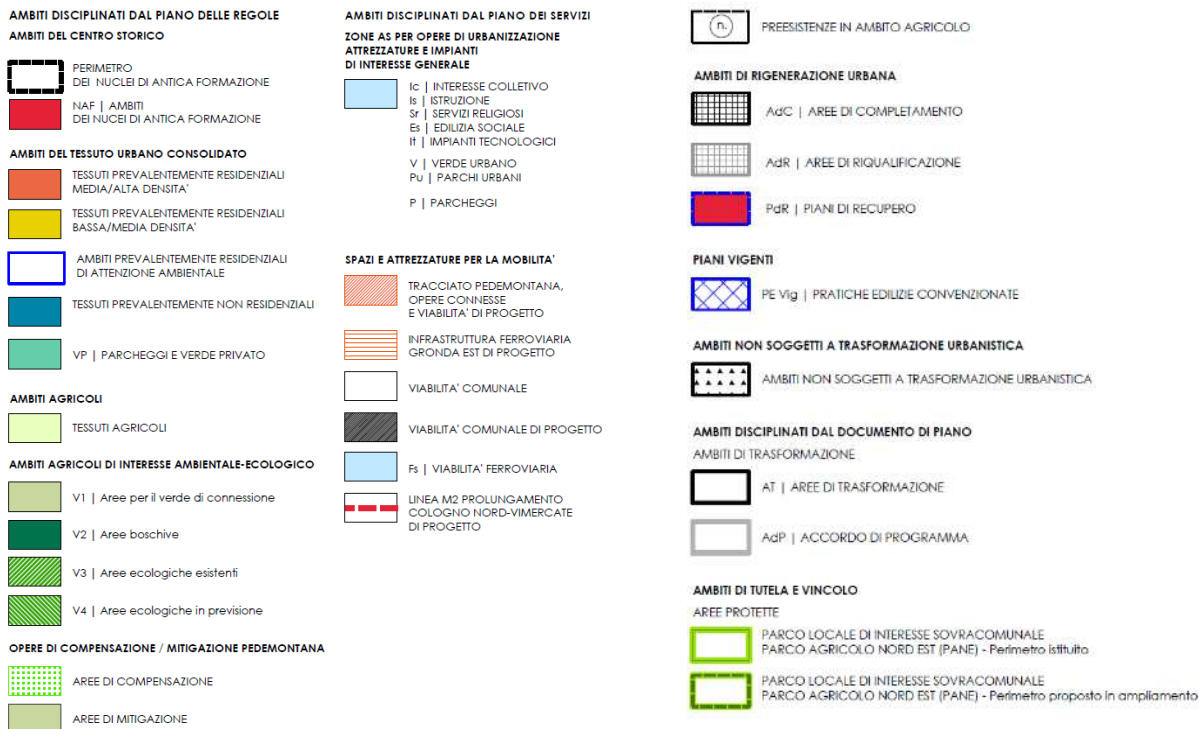 AMBITI DISCIPLINATI DAL PIANO DELLE REGOLE
AMBITI DEL CENTRO STORICO
PERIMETRO
DEI NUCLEI DI ANTICA FORMAZIONE
NAF | AMBITI
DEI NUCEI DI ANTICA FORMAZIONE
AMBITI DEL TESSUTO URBANO CONSOLIDATO
TESSUTI PREVALENTEMENTE RESIDENZIALI
MEDIA/ALTA DENSITA'
TESSUTI PREVALENTEMENTE RESIDENZIALI
BASSA/MEDIA DENSITA'
AMBITI PREVALENTEMENTE RESIDENZIALI
DI ATTENZIONE AMBIENTALE
TESSUTI PREVALENTEMENTE NON RESIDENZIALI
VP | PARCHEGGI E VERDE PRIVATO
AMBITI AGRICOLI
TESSUTI AGRICOLI
AMBITI AGRICOLI DI INTERESSE AMBIENTALE-ECOLOGICO
V1 | Aree per il verde di connessione
V2 | Aree boschive
V3 | Aree ecologiche esistenti
V4 | Aree ecologiche in previsione
OPERE DI COMPENSAZIONE / MITIGAZIONE PEDEMONTANA
AREE DI COMPENSAZIONE
AREE DI MITIGAZIONE
AMBITI DISCIPLINATI DAL PIANO DEI SERVIZI
ZONE AS PER OPERE DI URBANIZZAZIONE
ATTREZZATURE E IMPIANTI
DI INTERESSE GENERALE
Ic | INTERESSE COLLETIVO
Is | ISTRUZIONE
Sr | SERVIZI RELIGIOSI
Es | EDILIZIA SOCIALE
It | IMPIANTI TECNOLOGICI
V | VERDE URBANO
Pu | PARCHI URBANI
P | PARCHEGGI
SPAZI E ATTREZZATURE PER LA MOBILITA'
TRACCIATO PEDEMONTANA,
OPERE CONNESSE
E VIABILITA' DI PROGETTO
INFRASTRUTTURA FERROVIARIA
GRONDA EST DI PROGETTO
VIABILITA' COMUNALE
VIABILITA' COMUNALE DI PROGETTO
Fs | VIABILITA' FERROVIARIA
LINEA M2 PROLUNGAMENTO
COLOGNO NORD-VIMERCATE
DI PROGETTO
n. PREESISTENZE IN AMBITO AGRICOLO
AMBITI DI RIGENERAZIONE URBANA
AdC | AREE DI COMPLETAMENTO
AdR | AREE DI RIQUALIFICAZIONE
PdR | PIANI DI RECUPERO
PIANI VIGENTI
PE Vig | PRATICHE EDILIZIE CONVENZIONATE
AMBITI NON SOGGETTI A TRASFORMAZIONE URBANISTICA
AMBITI NON SOGGETTI A TRASFORMAZIONE URBANISTICA
AMBITI DISCIPLINATI DAL DOCUMENTO DI PIANO
AMBITI DI TRASFORMAZIONE
AT | AREE DI TRASFORMAZIONE
AdP | ACCORDO DI PROGRAMMA
AMBITI DI TUTELA E VINCOLO
AREE PROTETTE
PARCO LOCALE DI INTERESSE SOVRACOMUNALE
PARCO AGRICOLO NORD EST (PANE) - Perimetro istituito
PARCO LOCALE DI INTERESSE SOVRACOMUNALE
PARCO AGRICOLO NORD EST (PANE) - Perimetro proposto in ampliamento